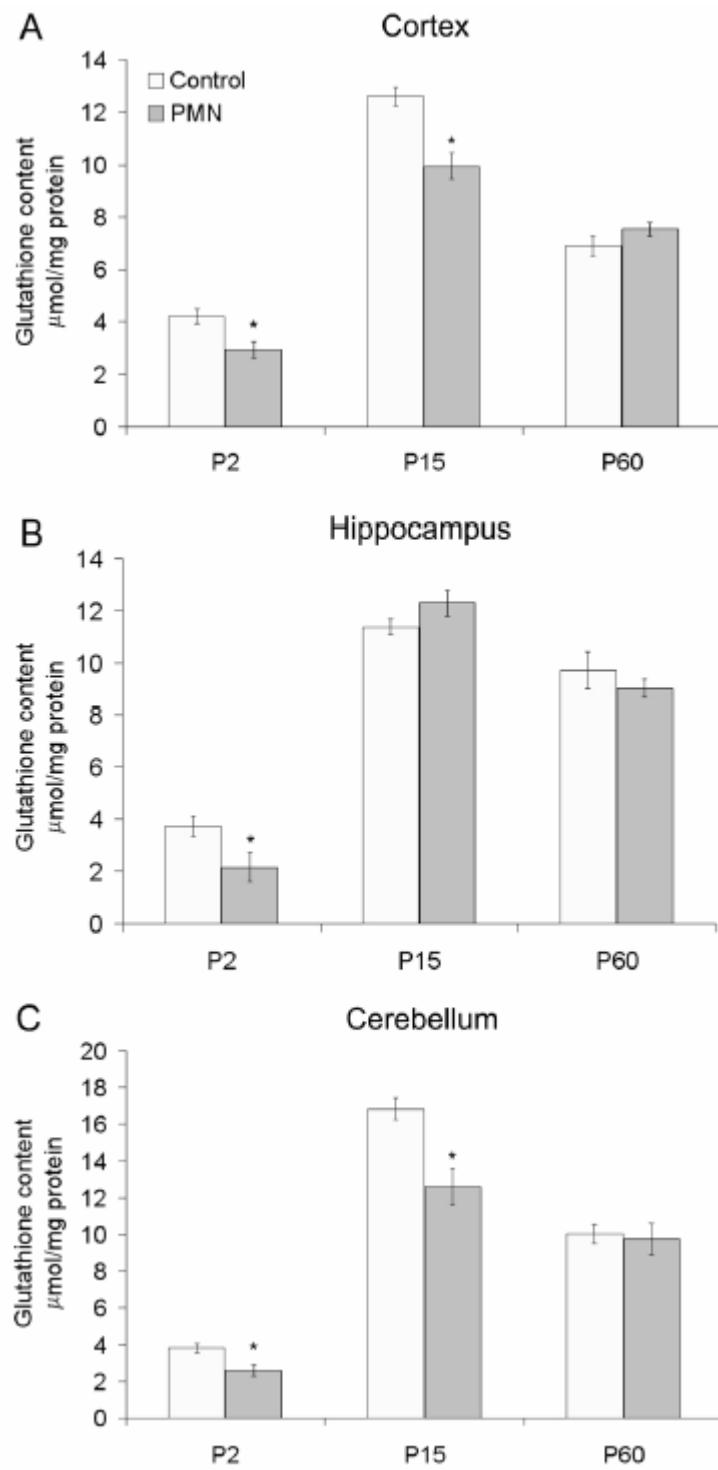 A
Cortex
14
12
10
8
6
4
2
0
Glutathione content
μmol/mg protein
Control
PMN
*
*
P2 P15 P60
B
Hippocampus
14
12
10
8
6
4
2
0
Glutathione content
μmol/mg protein
*
P2 P15 P60
C
Cerebellum
20
18
16
14
12
10
8
6
4
2
0
Glutathione content
μmol/mg protein
*
*
P2 P15 P60